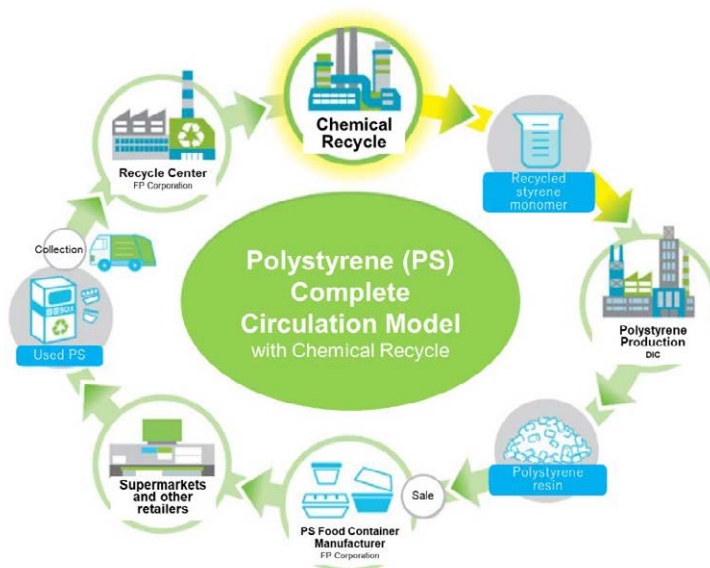 Chemical
Recycle
Recycle Center
FP Corporation
Recycled
styrene
monomer
Collection
Polystyrene (PS)
Complete
Circulation Model
with Chemical Recycle
Polystyrene
Production
DIC
Used PS
Supermarkets
and other
retailers
Sale
Polystyrene
resin
PS Food Container
Manufacturer
FP Corporation